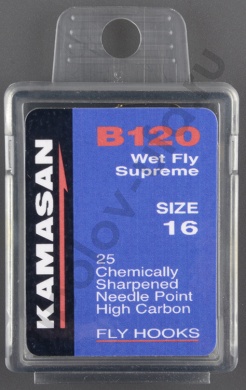 KAMASAN
B120
Wet Fly
Supreme
SIZE
16
25
Chemically
Sharpened
Needle Point
High Carbon
FLY HOOKS